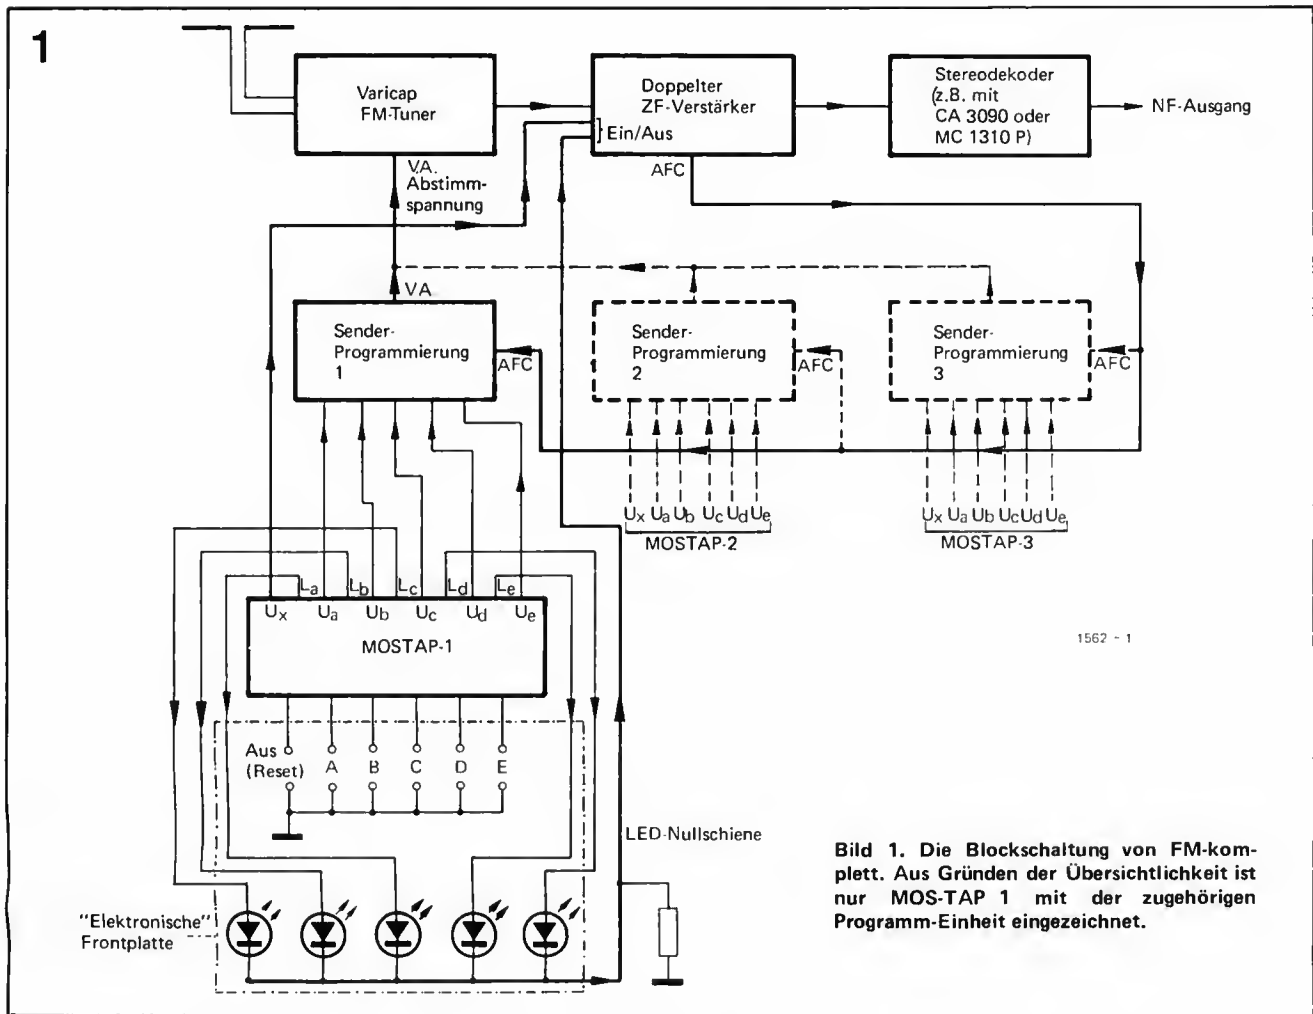 1
Varicap
FM-Tuner
Doppelter
ZF-Verstärker
Ein/Aus
Stereodekoder
(z.B. mit
CA 3090 oder
MC 1310 P)
NF-Ausgang
V.A.
Abstimm-
spannung
AFC
V.A.
Sender-
Programmierung
1
AFC
Sender-
Programmierung
2
AFC
Sender-
Programmierung
3
AFC
Ux Ua Ub Uc Ud Ue
MOSTAP-2
Ux Ua Ub Uc Ud Ue
MOSTAP-3
La Lb Lc Ld Le
Ux Ua Ub Uc Ud Ue
MOSTAP-1
1562 - 1
Aus
(Reset)
A B C D E
LED-Nullschiene
"Elektronische"
Frontplatte
Bild 1. Die Blockschaltung von FM-kom-
plett. Aus Gründen der Übersichtlichkeit ist
nur MOS-TAP 1 mit der zugehörigen
Programm-Einheit eingezeichnet.